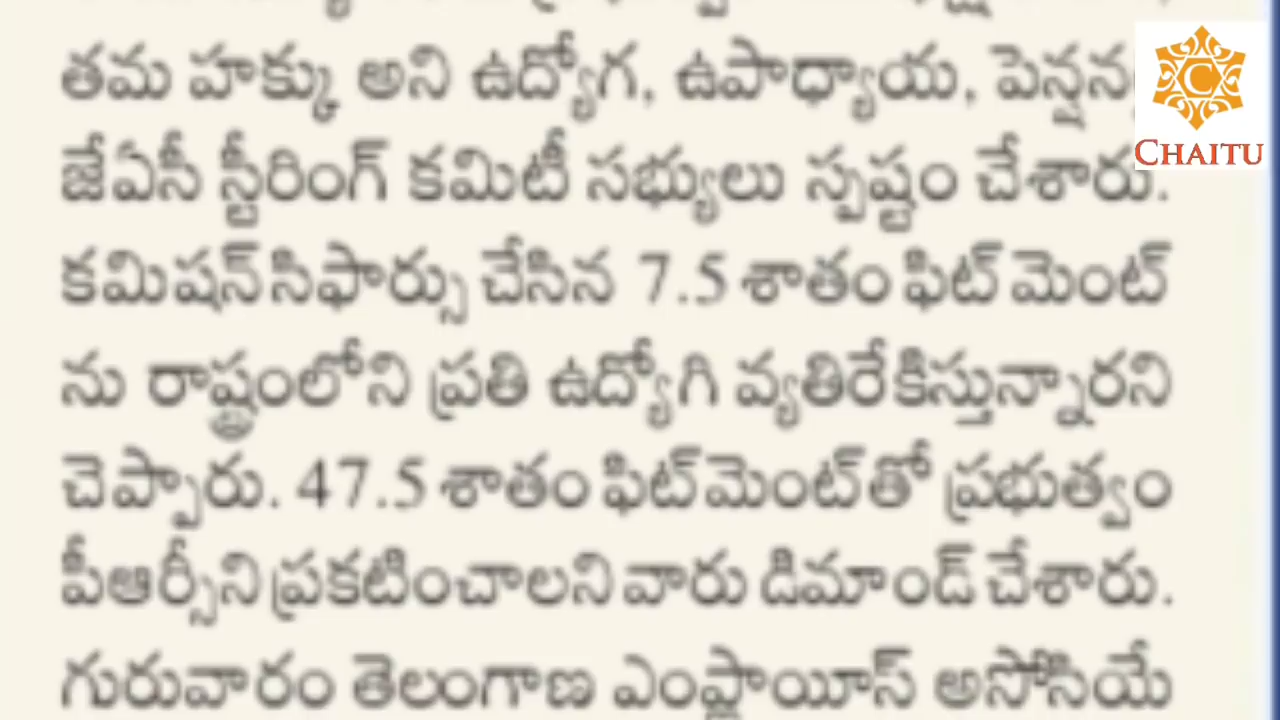 తమ హక్కు అని ఉద్యోగ, ఉపాధ్యాయ,
జేఏసీ స్టీరింగ్ కమిటీ సభ్యులు స్పష్టం చేశారు.
కమిషన్ సిఫార్సు చేసిన 7.5 శాతం ఫిట్ మెంట్
ను రాష్ట్రంలోని ప్రతి ఉద్యోగి వ్యతిరేకిస్తున్నారని
చెప్పారు. 47.5 శాతం ఫిట్‌మెంట్‌తో ప్రభుత్వం
పీఆర్సీని ప్రకటించాలని వారు డిమాండ్ చేశారు.
గురువారం తెలంగాణ ఎంప్లాయీస్ అసోసియే
C
CHAITU